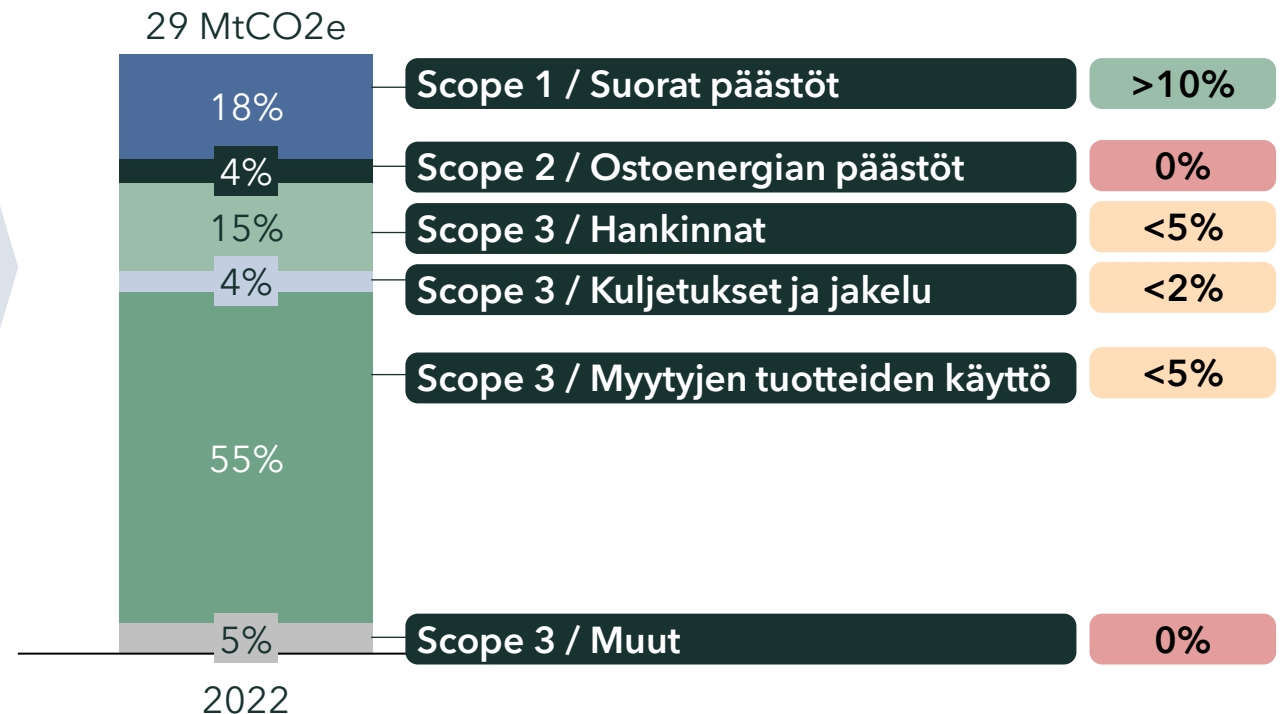 29 MtCO2e
18%
Scope 1 / Suorat päästöt
>10%
4%
Scope 2 / Ostoenergian päästöt
0%
15%
Scope 3 / Hankinnat
<5%
4%
Scope 3 / Kuljetukset ja jakelu
<2%
Scope 3 / Myytyjen tuotteiden käyttö
<5%
55%
5%
Scope 3 / Muut
0%
2022